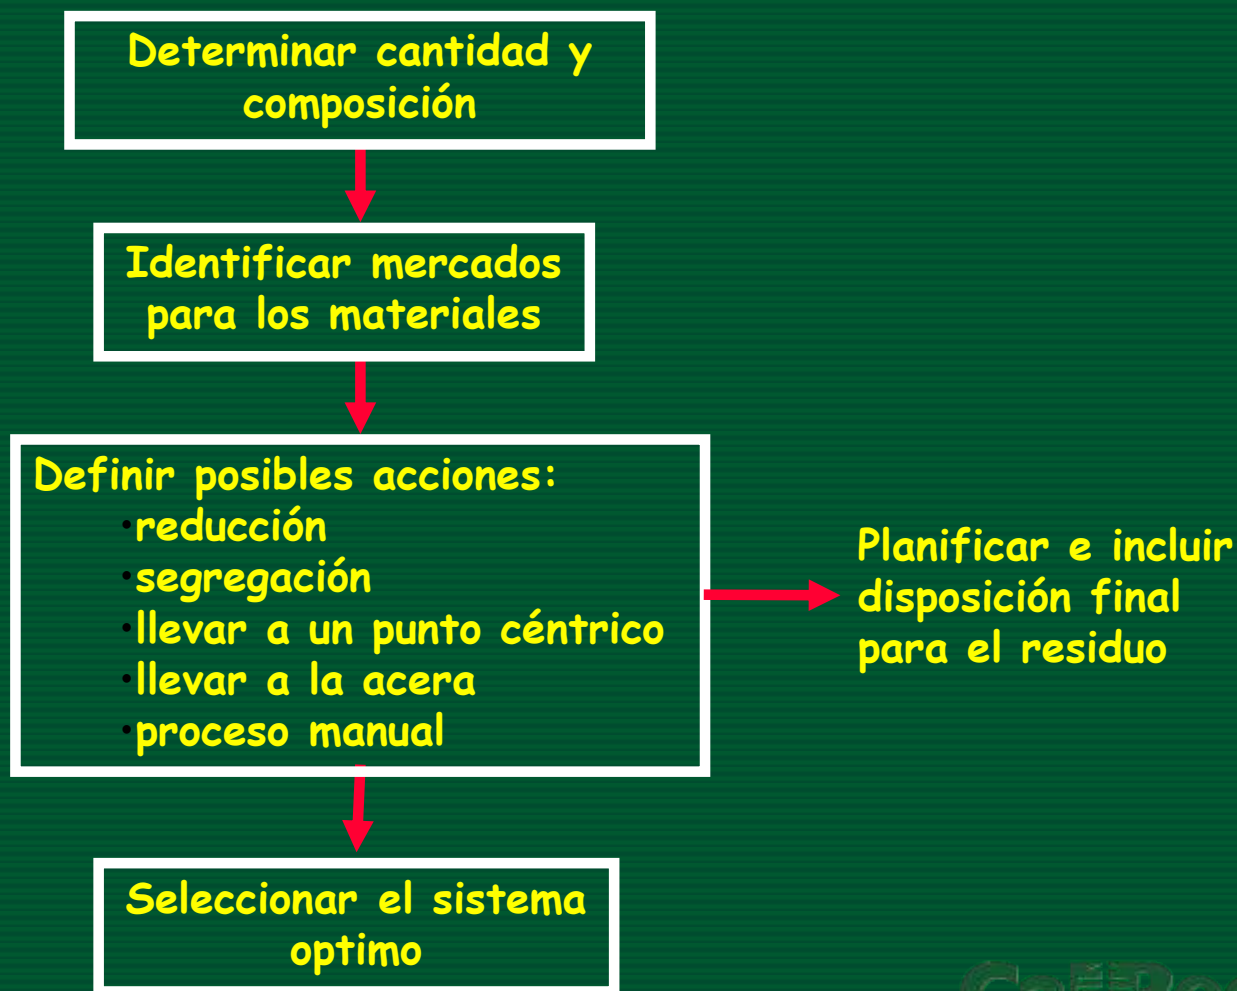 Determinar cantidad y
composición
Identificar mercados
para los materiales
Definir posibles acciones:
·reducción
·segregación
·llevar a un punto céntrico
·llevar a la acera
·proceso manual
Planificar e incluir
disposición final
para el residuo
Seleccionar el sistema
optimo